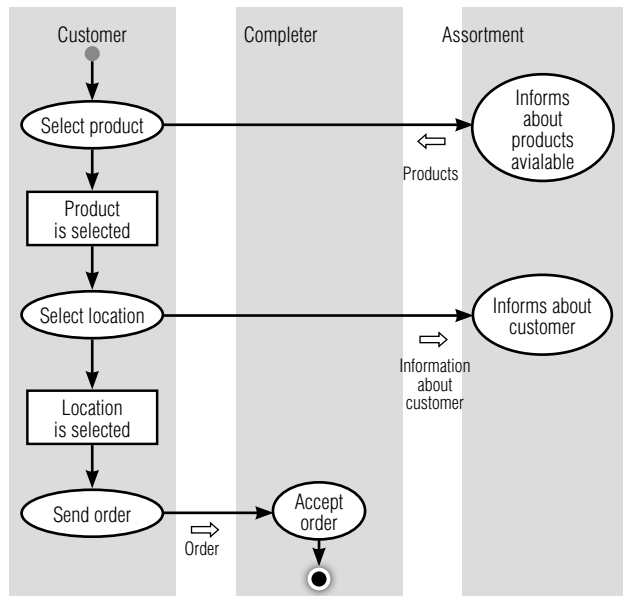 Customer
Completer
Assortment
Select product
Informs
about
products
avialable
Products
Product
is selected
Select location
Informs about
customer
Information
about
customer
Location
is selected
Send order
Order
Accept
order